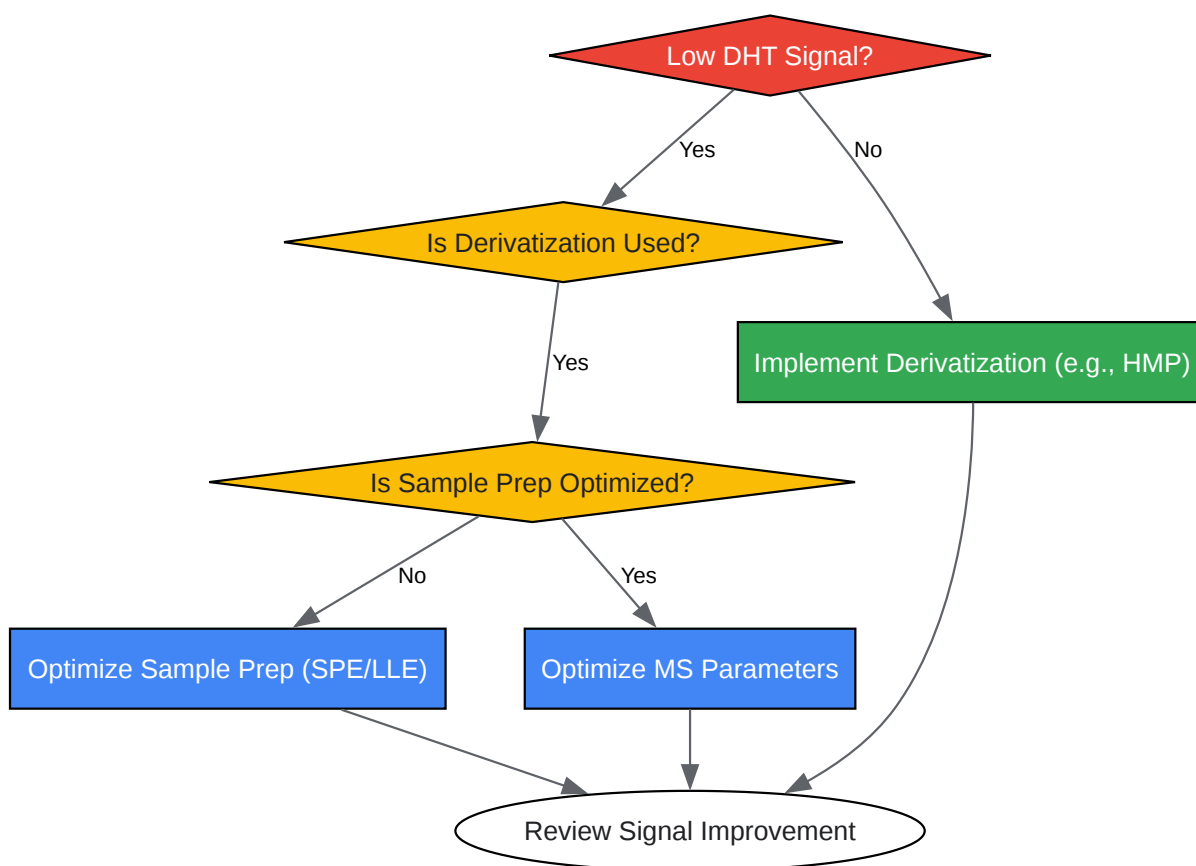 Low DHT Signal?
Yes
No
Is Derivatization Used?
Implement Derivatization (e.g., HMP)
Yes
Is Sample Prep Optimized?
No
Yes
Optimize Sample Prep (SPE/LLE)
Optimize MS Parameters
Review Signal Improvement